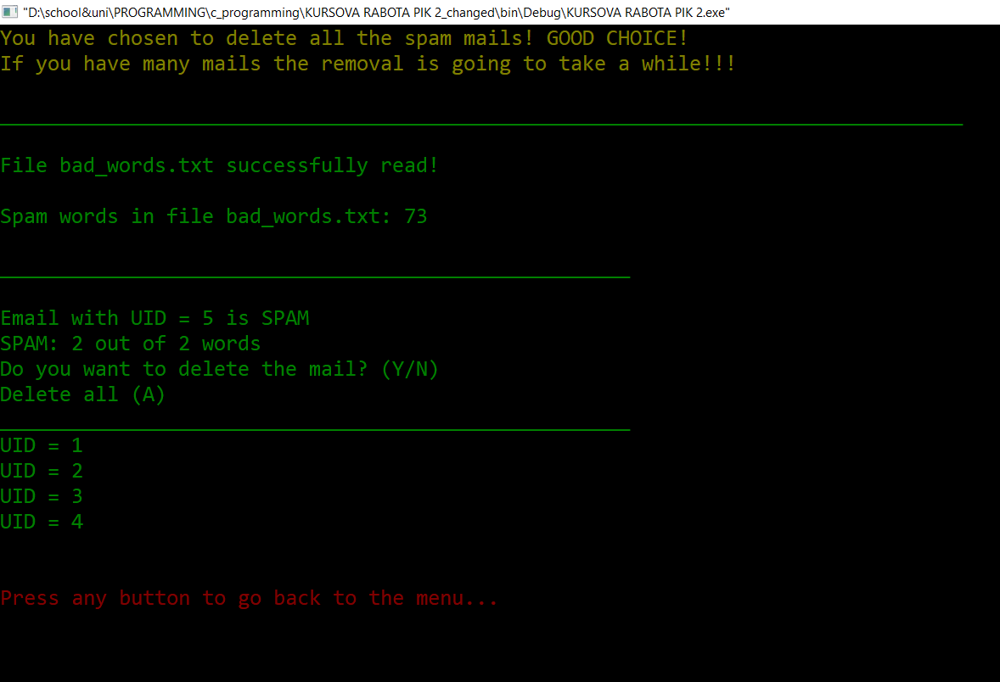 "D:\school&uni\PROGRAMMING\c_programming\KURSOVA RABOTA PIK 2_changed\bin\Debug\KURSOVA RABOTA PIK 2.exe"
You have chosen to delete all the spam mails! GOOD CHOICE!
If you have many mails the removal is going to take a while!!!
File bad_words.txt successfully read!
Spam words in file bad_words.txt: 73
Email with UID = 5 is SPAM
SPAM: 2 out of 2 words
Do you want to delete the mail? (Y/N)
Delete all (A)
UID = 1
UID = 2
UID = 3
UID = 4
Press any button to go back to the menu...